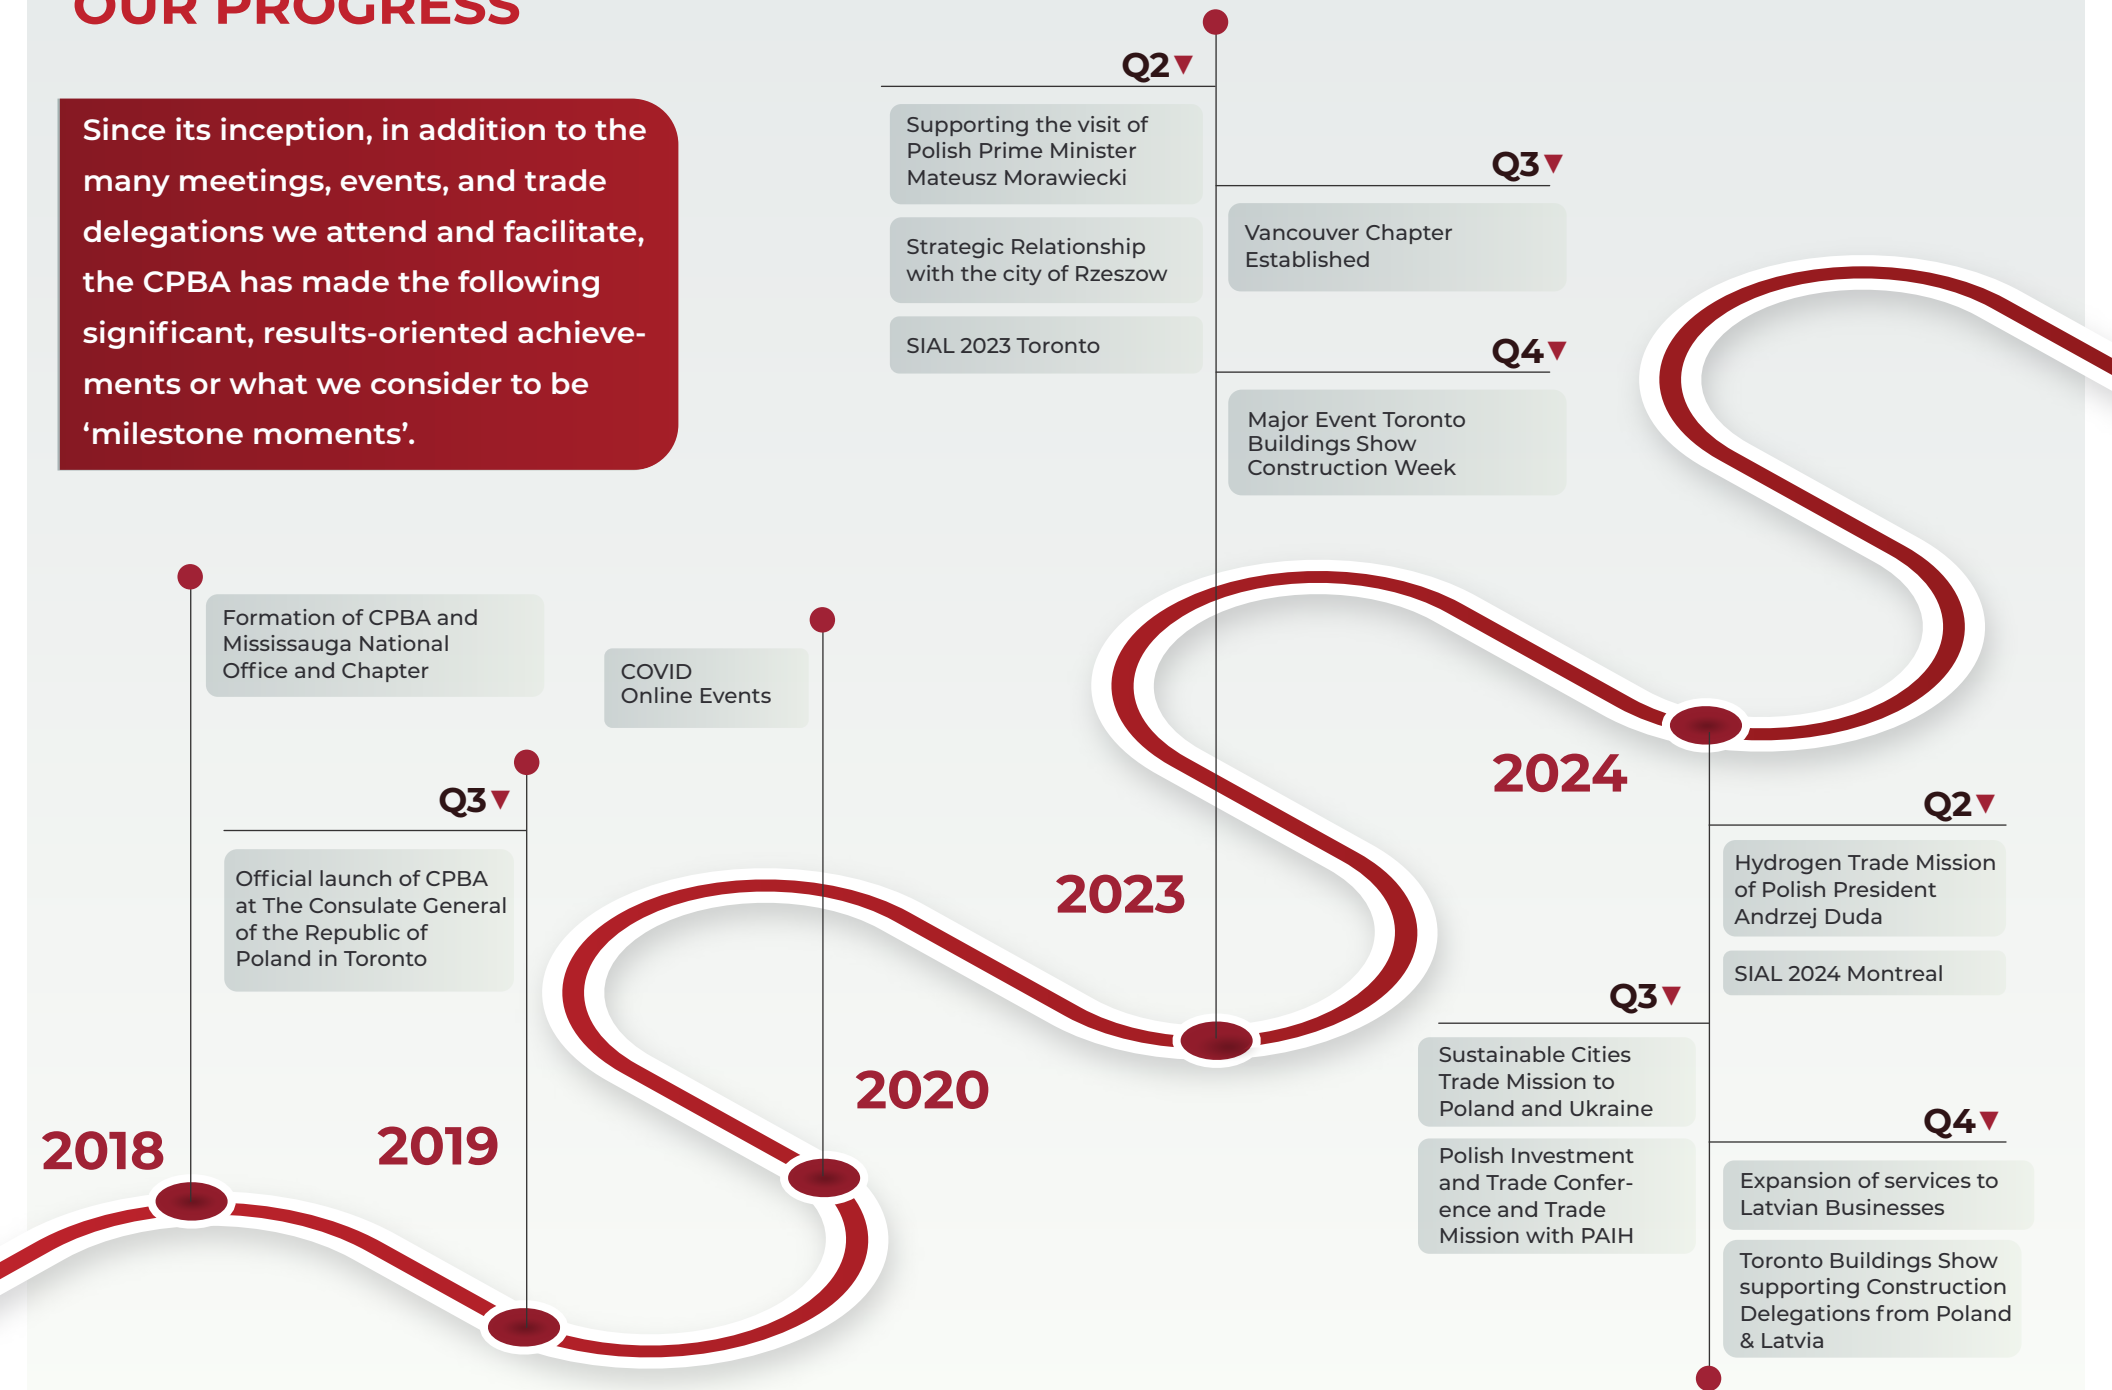 OUR PROGRESS
Since its inception, in addition to the
many meetings, events, and trade
delegations we attend and facilitate,
the CPBA has made the following
significant, results-oriented achieve-
ments or what we consider to be
‘milestone moments’.
2018
Formation of CPBA and
Mississauga National
Office and Chapter
2019
Q3
Official launch of CPBA
at The Consulate General
of the Republic of
Poland in Toronto
2020
COVID
Online Events
2023
Q2
Supporting the visit of
Polish Prime Minister
Mateusz Morawiecki
Strategic Relationship
with the city of Rzeszow
SIAL 2023 Toronto
Q3
Vancouver Chapter
Established
Q4
Major Event Toronto
Buildings Show
Construction Week
2024
Q2
Hydrogen Trade Mission
of Polish President
Andrzej Duda
SIAL 2024 Montreal
Q3
Sustainable Cities
Trade Mission to
Poland and Ukraine
Polish Investment
and Trade Confer-
ence and Trade
Mission with PAIH
Q4
Expansion of services to
Latvian Businesses
Toronto Buildings Show
supporting Construction
Delegations from Poland
& Latvia